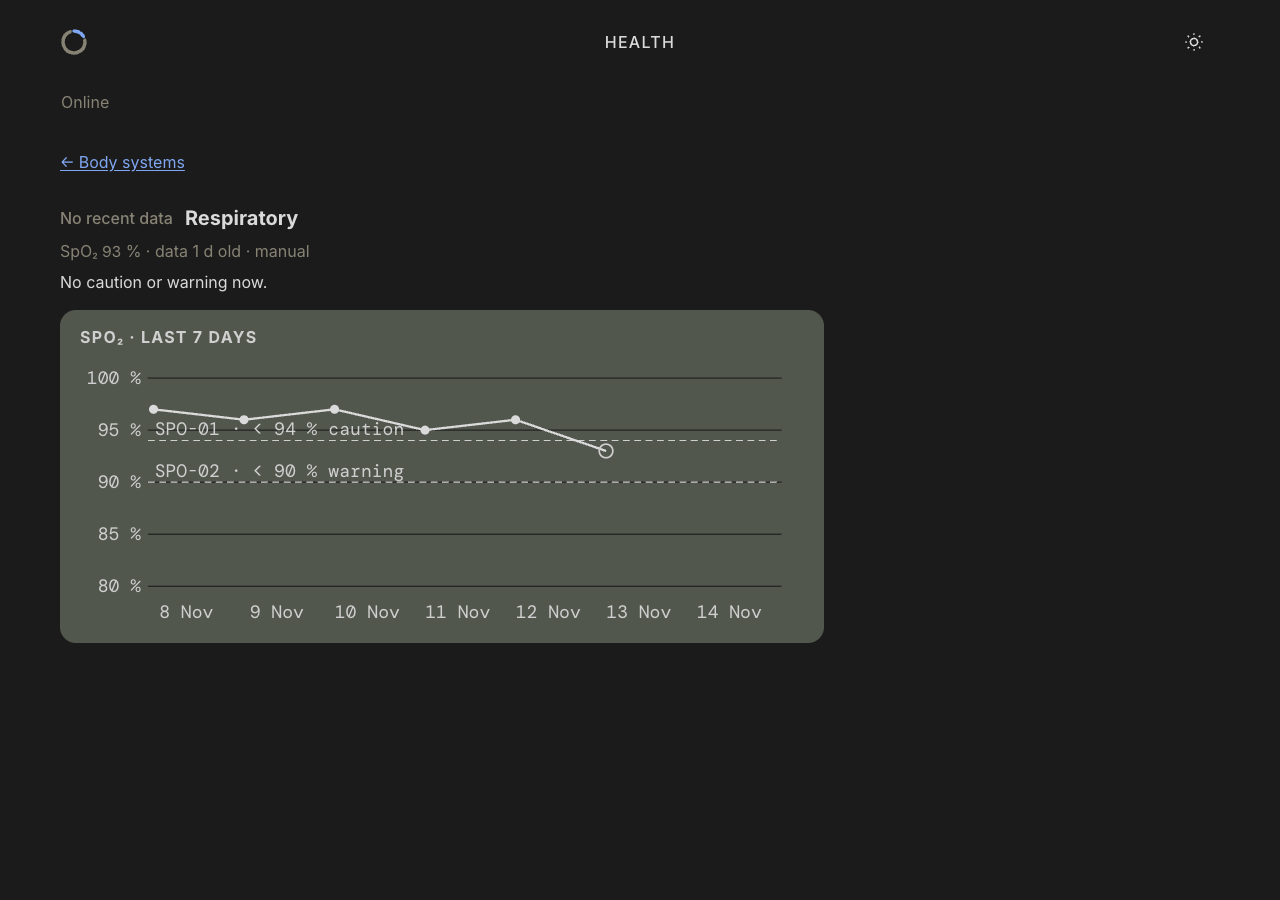 HEALTH
Online
← Body systems
No recent data Respiratory
SpO₂ 93 % · data 1 d old · manual
No caution or warning now.
SPO₂ · LAST 7 DAYS
100 %
95 %
SPO-01 · < 94 % caution
SPO-02 · < 90 % warning
90 %
85 %
80 %
8 Nov 9 Nov 10 Nov 11 Nov 12 Nov 13 Nov 14 Nov